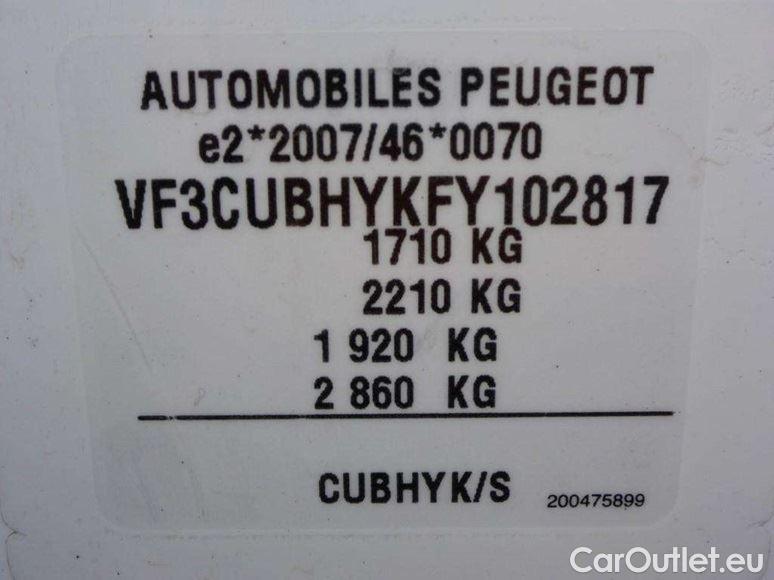 AUTOMOBILES PEUGEOT
e2*2007/46*0070
VF3CUBHYKFY102817
1710 KG
2210 KG
1 920 KG
2 860 KG
CUBHYK/S
200475899
CarOutlet.eu